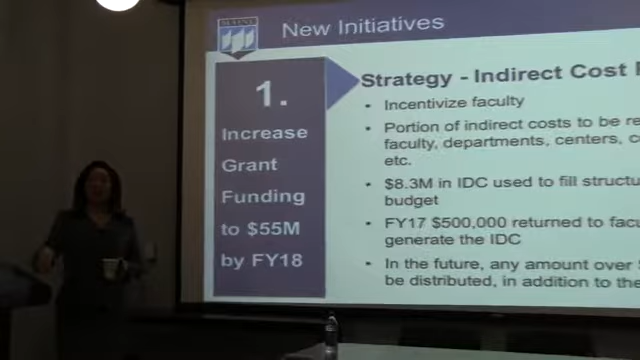 MAINE
New Initiatives
1.
Increase
Grant
Funding
to $55M
by FY18
Strategy - Indirect Cost
• Incentivize faculty
• Portion of indirect costs to be
faculty, departments, centers,
etc.
• $8.3M in IDC used to fill
budget
• FY17 $500,000 returned to
generate the IDC
• In the future, any amount over
be distributed, in addition to the